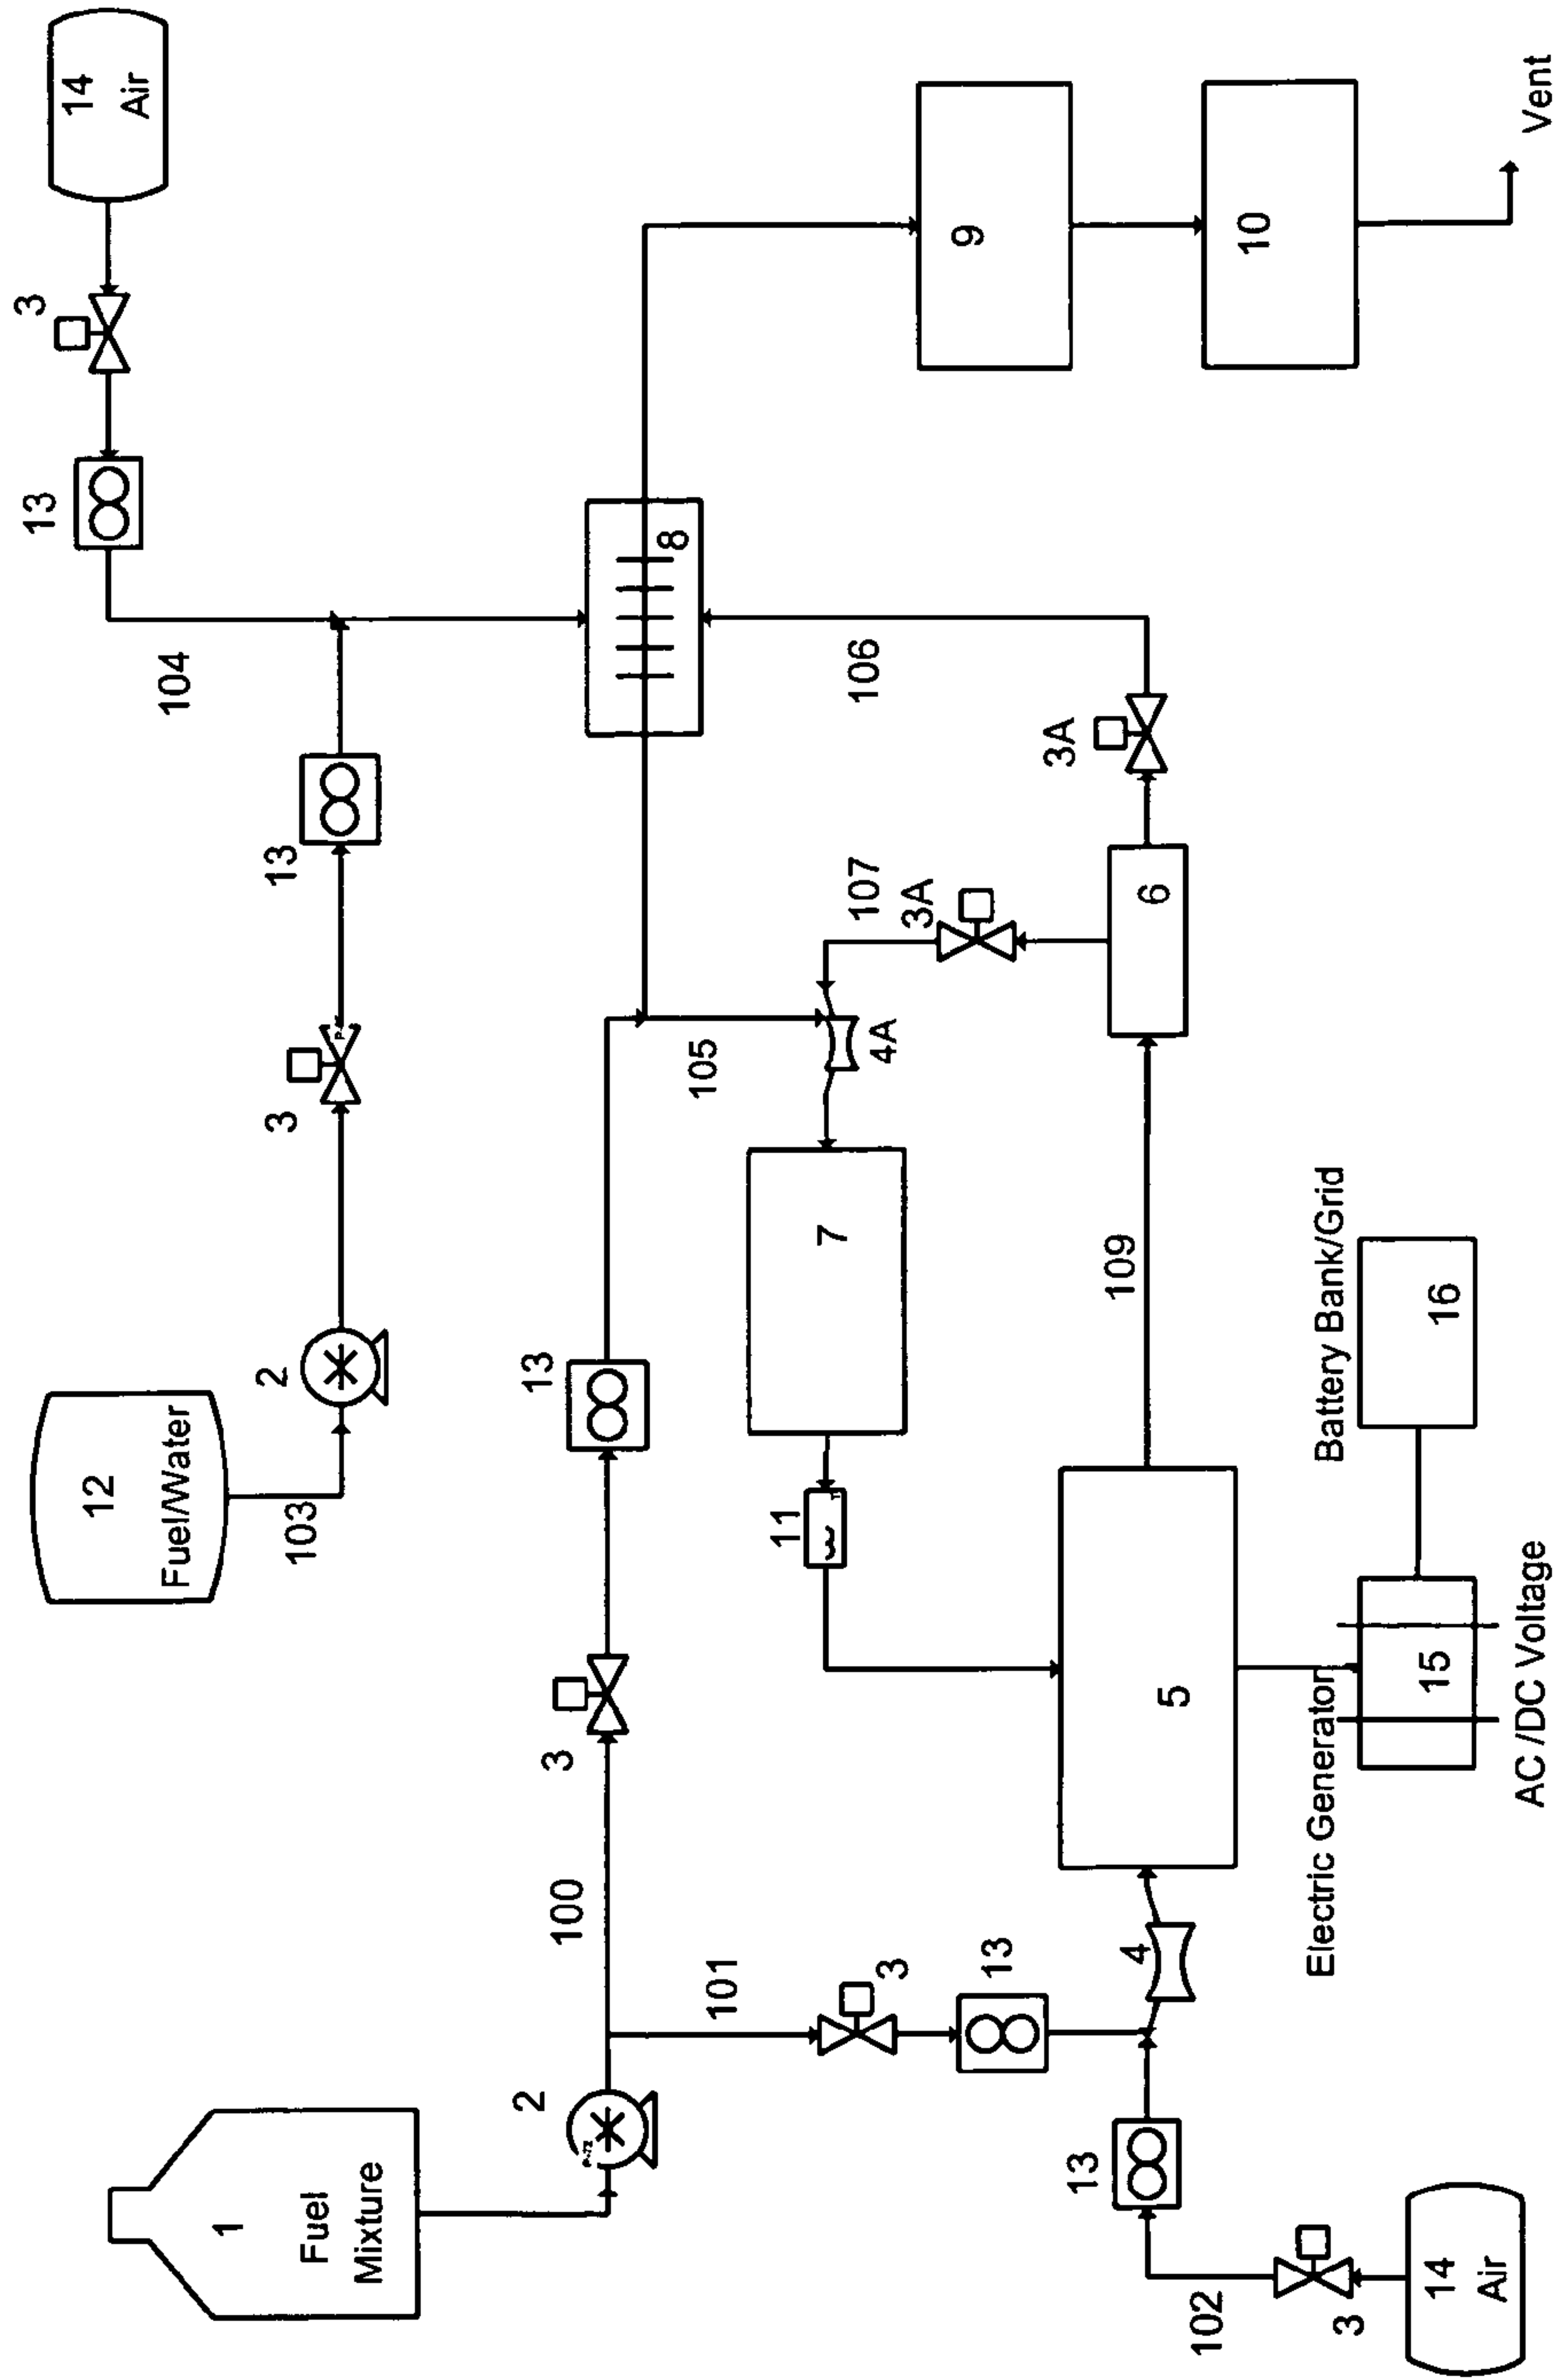 3
13
12
14
Air
Fuel/Water
104
1
2
3
13
103
Fuel
Mixture
2
13
3
100
8
105
101
11
7
107
106
4A
3
3A
9
13
3A
13
109
4
6
5
102
10
Electric Generator
Battery Bank/Grid
3
14
15
16
Air
AC /DC Voltage
Vent